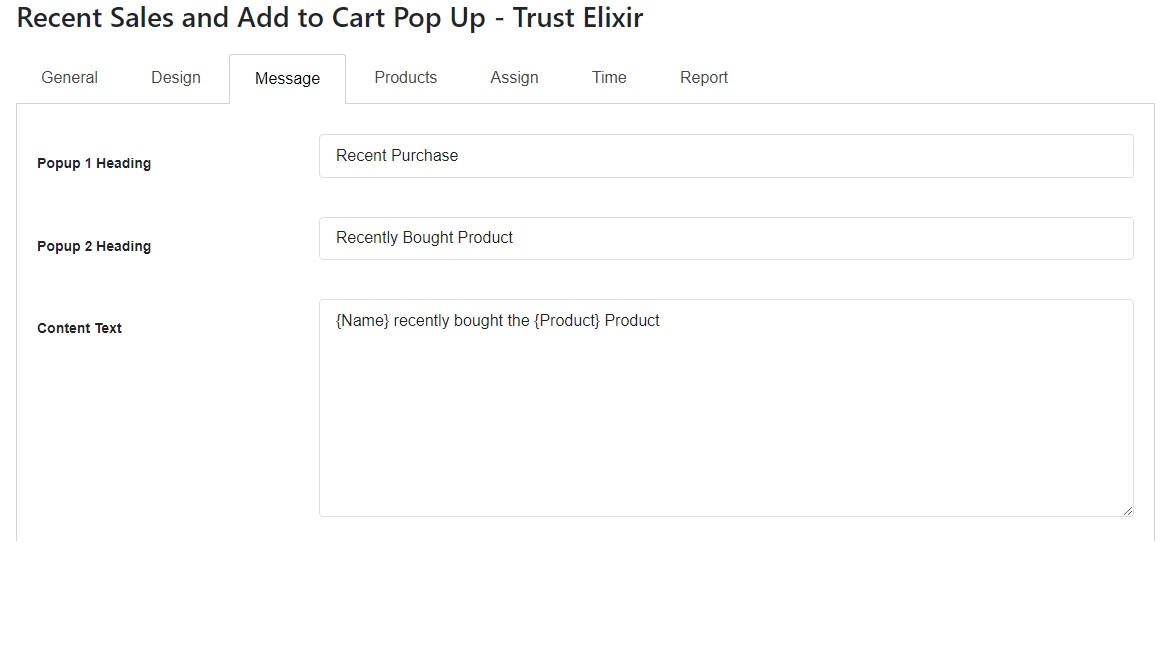 Recent Sales and Add to Cart Pop Up - Trust Elixir
General Design Message Products Assign Time Report
Popup 1 Heading Recent Purchase
Popup 2 Heading Recently Bought Product
Content Text {Name} recently bought the {Product} Product